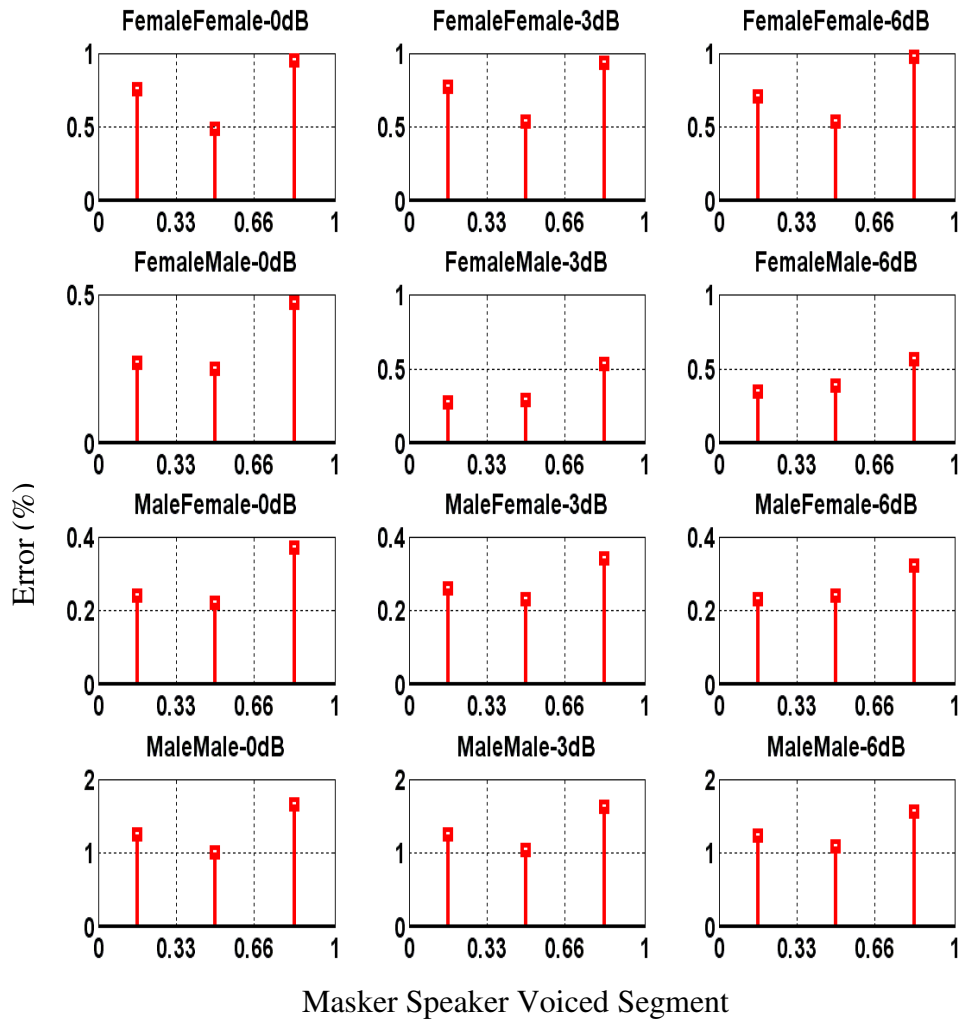 FemaleFemale-0dB FemaleFemale-3dB FemaleFemale-6dB
1 1 1
0.5 0.5 0.5
0 0 0
0 0.33 0.66 1 0 0.33 0.66 1 0 0.33 0.66 1
FemaleMale-0dB FemaleMale-3dB FemaleMale-6dB
0.5 1 1
0.5 0.5
0 0 0
0 0.33 0.66 1 0 0.33 0.66 1 0 0.33 0.66 1
Error (%)
MaleFemale-0dB MaleFemale-3dB MaleFemale-6dB
0.4 0.4 0.4
0.2 0.2 0.2
0 0 0
0 0.33 0.66 1 0 0.33 0.66 1 0 0.33 0.66 1
MaleMale-0dB MaleMale-3dB MaleMale-6dB
2 2 2
1 1 1
0 0 0
0 0.33 0.66 1 0 0.33 0.66 1 0 0.33 0.66 1
Masker Speaker Voiced Segment